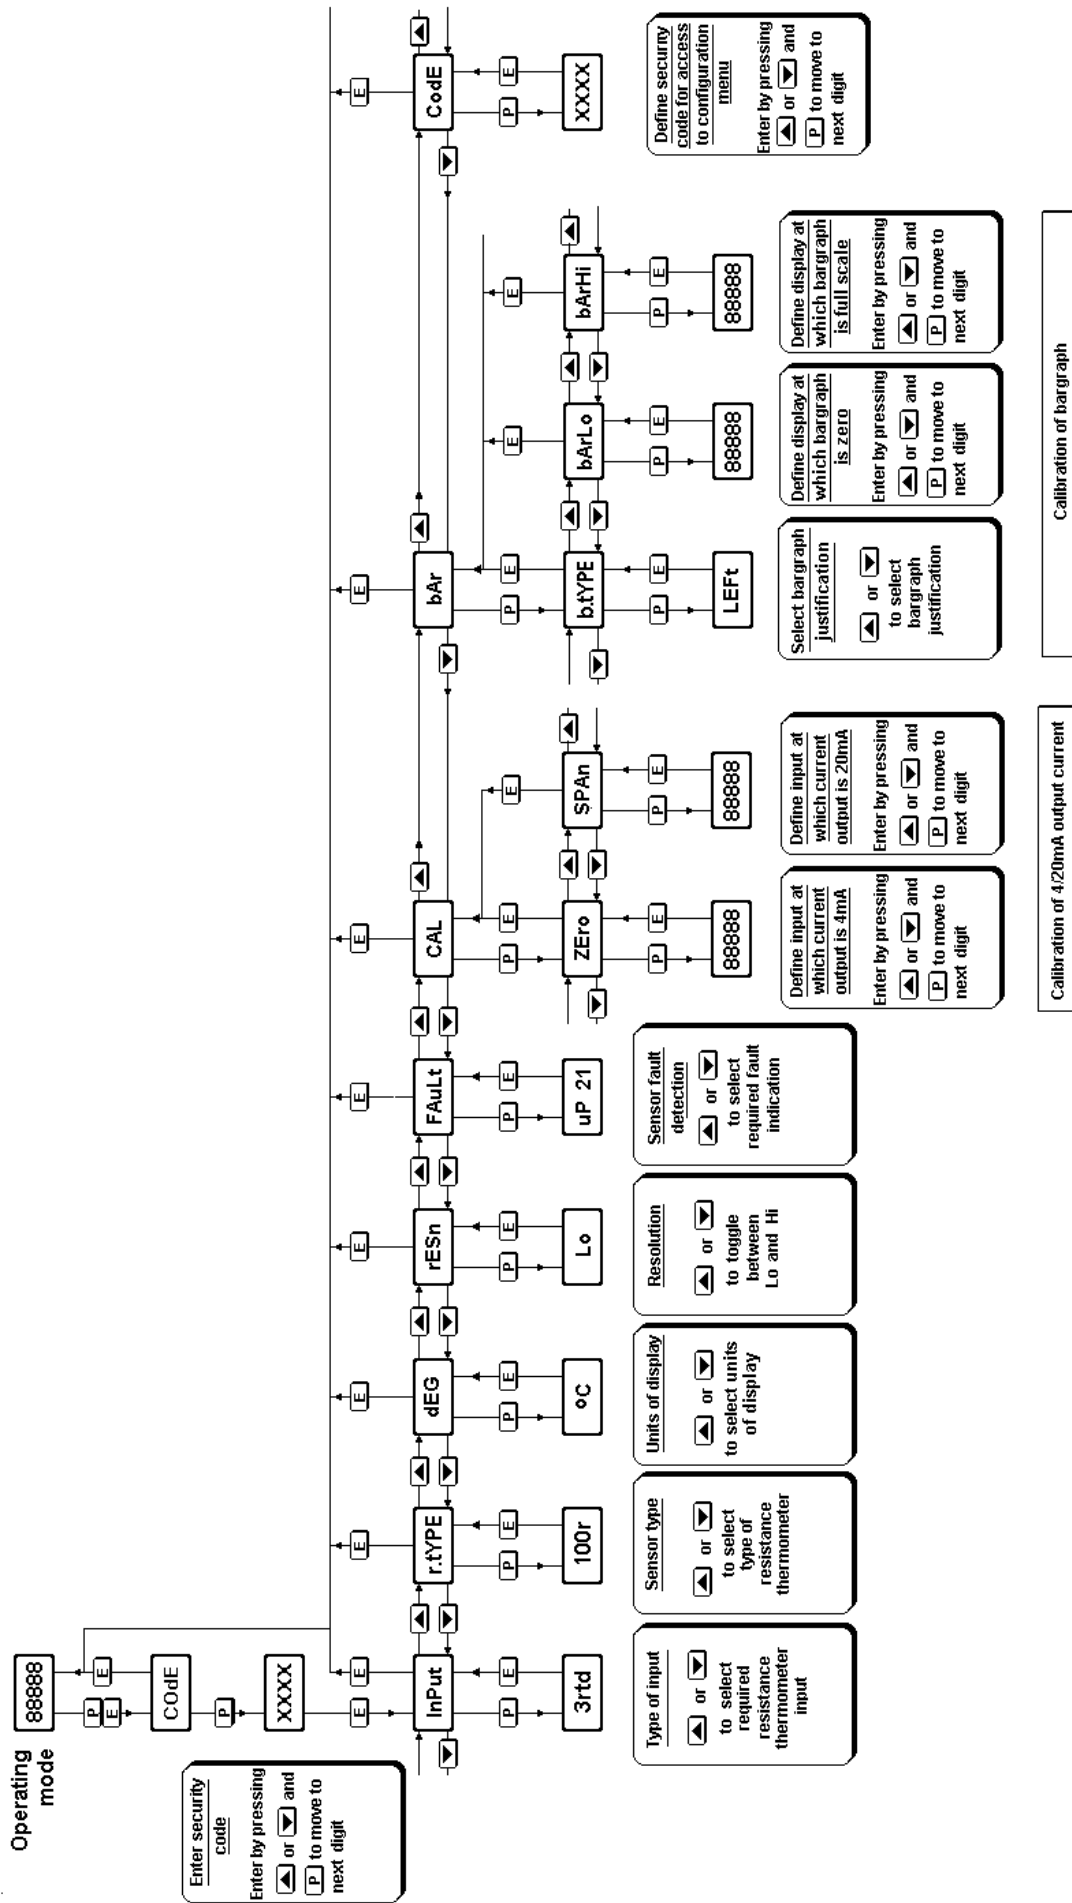 Operating
mode
88888
P
E
E
COdE
P
XXXX
E
E
Enter security
code
Enter by pressing
▲ or ▼ and
P to move to
next digit
InPut
▲
▼
▼
P
E
3rtd
Type of input
▲ or ▼
to select
required
resistance
thermometer
input
E
r.tYPE
▲
▼
P
E
100r
Sensor type
▲ or ▼
to select
type of
resistance
thermometer
E
dEG
▲
▼
P
E
oC
Units of display
▲ or ▼
to select units
of display
E
rESn
▲
▼
P
E
Lo
Resolution
▲ or ▼
to toggle
between
Lo and Hi
E
FAuLt
▲
▼
P
E
uP 21
Sensor fault
detection
▲ or ▼
to select
required fault
indication
E
CAL
▲
P
E
E
ZEro
▲
▼
▼
P
E
88888
Define input at
which current
output is 4mA
Enter by pressing
▲ or ▼ and
P to move to
next digit
SPAn
▲
P
E
88888
Define input at
which current
output is 20mA
Enter by pressing
▲ or ▼ and
P to move to
next digit
Calibration of 4/20mA output current
E
▼
bAr
▲
P
E
E
E
b.tYPE
▼
▲
▼
P
E
LEFt
Select bargraph
justification
▲ or ▼
to select
bargraph
justification
bArLo
▲
▼
P
E
88888
Define display at
which bargraph
is zero
Enter by pressing
▲ or ▼ and
P to move to
next digit
bArHi
▲
P
E
88888
Define display at
which bargraph
is full scale
Enter by pressing
▲ or ▼ and
P to move to
next digit
Calibration of bargraph
E
▼
CodE
▲
P
E
XXXX
Define security
code for access
to configuration
menu
Enter by pressing
▲ or ▼ and
P to move to
next digit